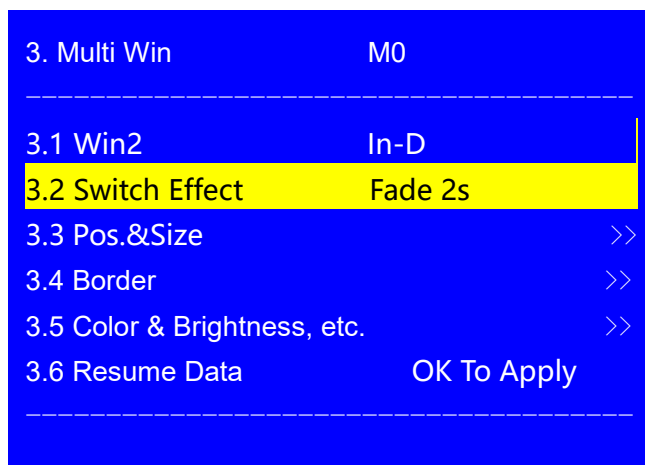 3. Multi Win M0
3.1 Win2 In-D
3.2 Switch Effect Fade 2s
3.3 Pos.&Size >>
3.4 Border >>
3.5 Color & Brightness, etc. >>
3.6 Resume Data OK To Apply